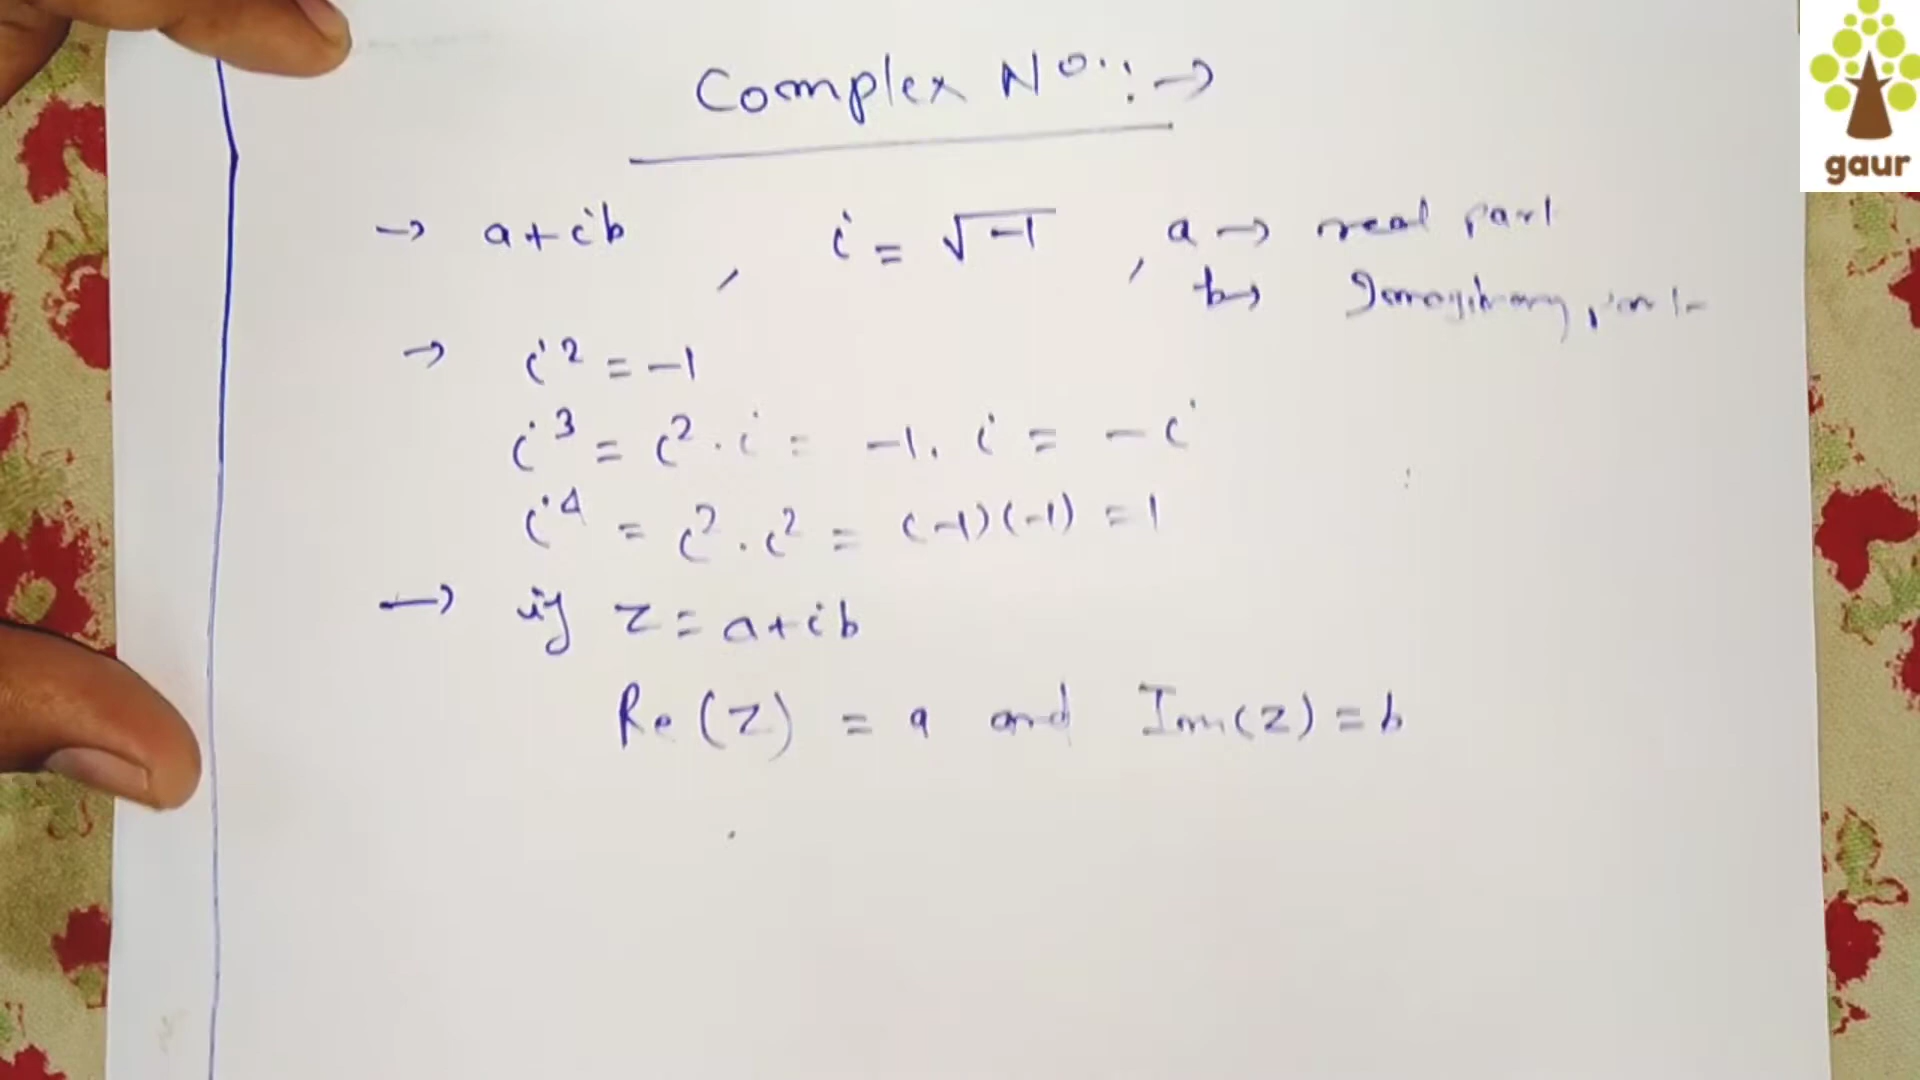 Complex No.: →
gaur
→ a+ib , i = √-1 , a → real part
b→ Imaginary part
→ i² = -1
i³ = i² . i = -1 . i = -i
i⁴ = i² . i² = (-1)(-1) = 1
→ if z = a+ib
Re(z) = a and Im(z) = b